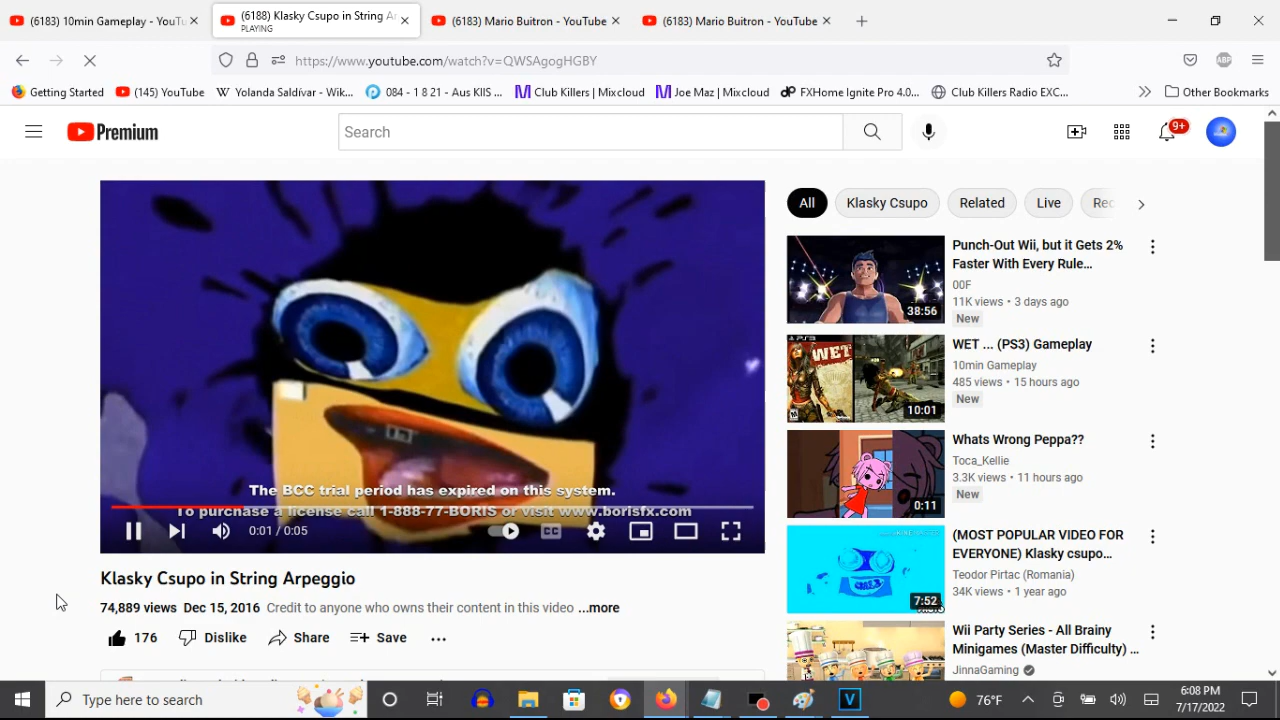 (6183) 10min Gameplay - YouTu
(6188) Klasky Csupo in String Ar
PLAYING
(6183) Mario Buitron - YouTube
(6183) Mario Buitron - YouTube
https://www.youtube.com/watch?v=QWSAgogHGBY
ABP
Getting Started
(145) YouTube
Yolanda Saldívar - Wik...
084 - 1 8 21 - Aus KIIS ...
Club Killers | Mixcloud
Joe Maz | Mixcloud
FXHome Ignite Pro 4.0...
Club Killers Radio EXC...
Other Bookmarks
Premium
Search
9+
All
Klasky Csupo
Related
Live
Rec
The BCC trial period has expired on this system.
To purchase a license call 1-888-77-BORIS or visit www.borisfx.com
0:01 / 0:05
CC
Klasky Csupo in String Arpeggio
74,889 views Dec 15, 2016 Credit to anyone who owns their content in this video ...more
176
Dislike
Share
Save
Punch-Out Wii, but it Gets 2%
Faster With Every Rule...
00F
11K views • 3 days ago
New
38:56
WET ... (PS3) Gameplay
10min Gameplay
485 views • 15 hours ago
New
WET
10:01
Whats Wrong Peppa??
Toca_Kellie
3.3K views • 11 hours ago
New
0:11
(MOST POPULAR VIDEO FOR
EVERYONE) Klasky csupo...
Teodor Pirtac (Romania)
34K views • 1 year ago
7:52
Wii Party Series - All Brainy
Minigames (Master Difficulty) ...
JinnaGaming
Type here to search
76°F
6:08 PM
7/17/2022